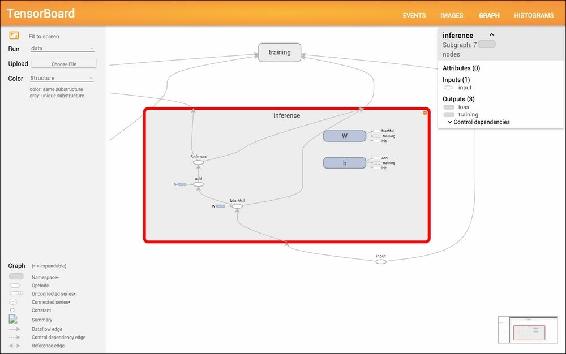 TensorBoard
EVENTS IMAGES GRAPH HISTOGRAMS
Fit to screen
Run data
Upload Choose File
Color Structure
color: same substructure
gray: unique substructure
training
inference
W
b
MatMul
add
input
inference
Subgraph: 7
nodes
Attributes (0)
Inputs (1)
input
Outputs (3)
training
Control dependencies
Graph (* = expandable)
Namespace*
OpNode
Unconnected series*
Connected series*
Constant
Summary
Dataflow edge
Control dependency edge
Reference edge